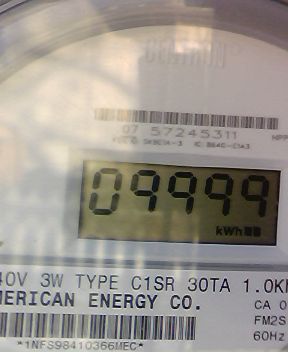 07 57245311
09999
kWh
40V 3W TYPE C1SR 30TA 1.0K
MERICAN ENERGY CO.
CA 0
FM2S
60Hz
*1NFS98410366MEC*